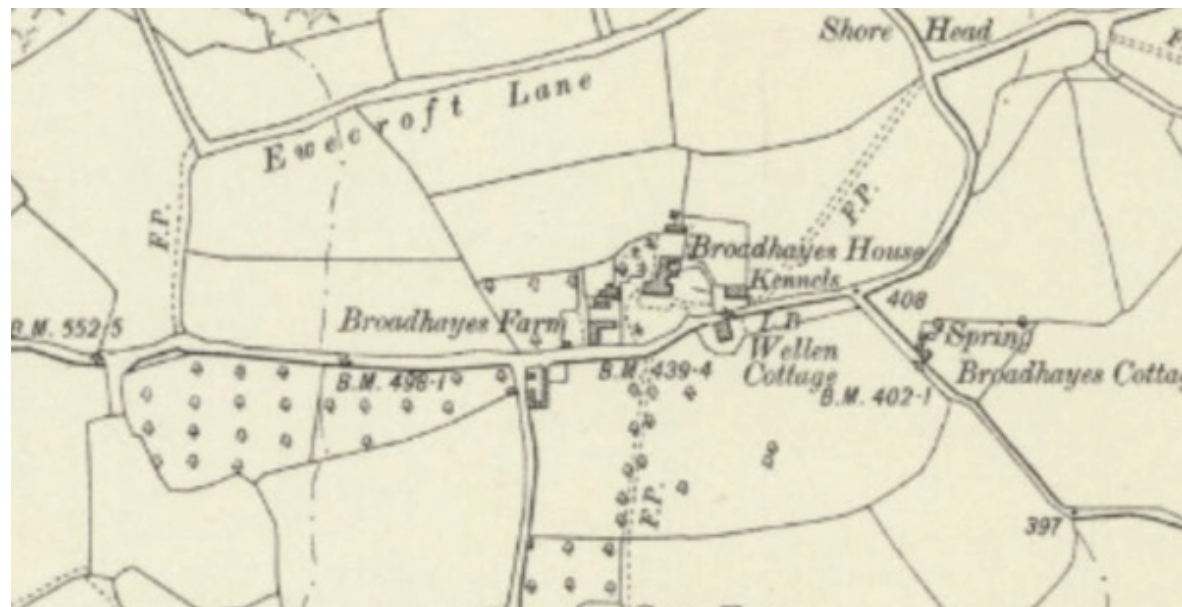 Shore Head
Ewecroft Lane
F.P.
F.P.
Broadhayes House
Kennels
408
B.M. 552·5
Broadhayes Farm
L.B.
Wellen
Cottage
Spring
B.M. 496·1
B.M. 439·4
B.M. 402·1
Broadhayes Cotta
F.P.
397